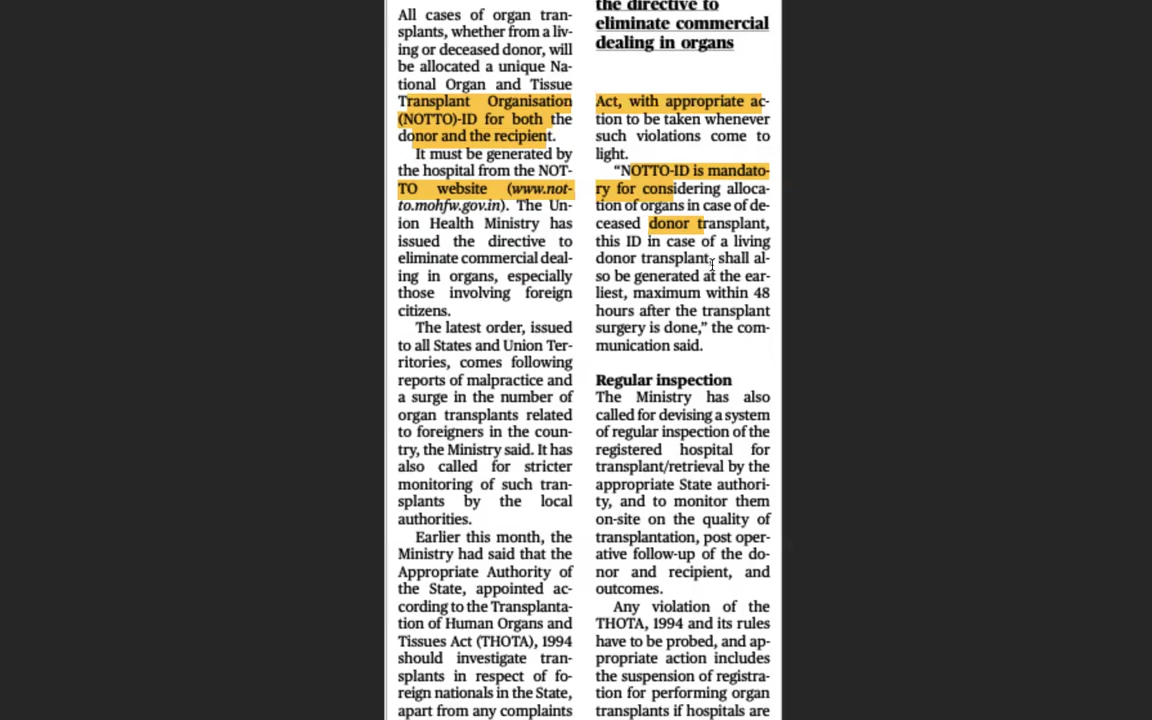 All cases of organ tran-
splants, whether from a liv-
ing or deceased donor, will
be allocated a unique Na-
tional Organ and Tissue
Transplant Organisation
(NOTTO)-ID for both the
donor and the recipient.
It must be generated by
the hospital from the NOT-
TO website (www.not-
to.mohfw.gov.in). The Un-
ion Health Ministry has
issued the directive to
eliminate commercial deal-
ing in organs, especially
those involving foreign
citizens.
The latest order, issued
to all States and Union Ter-
ritories, comes following
reports of malpractice and
a surge in the number of
organ transplants related
to foreigners in the coun-
try, the Ministry said. It has
also called for stricter
monitoring of such tran-
splants by the local
authorities.
Earlier this month, the
Ministry had said that the
Appropriate Authority of
the State, appointed ac-
cording to the Transplanta-
tion of Human Organs and
Tissues Act (THOTA), 1994
should investigate tran-
splants in respect of fo-
reign nationals in the State,
apart from any complaints
the directive to
eliminate commercial
dealing in organs
Act, with appropriate ac-
tion to be taken whenever
such violations come to
light.
“NOTTO-ID is mandato-
ry for considering alloca-
tion of organs in case of de-
ceased donor transplant,
this ID in case of a living
donor transplant, shall al-
so be generated at the ear-
liest, maximum within 48
hours after the transplant
surgery is done,” the com-
munication said.
Regular inspection
The Ministry has also
called for devising a system
of regular inspection of the
registered hospital for
transplant/retrieval by the
appropriate State authori-
ty, and to monitor them
on-site on the quality of
transplantation, post oper-
ative follow-up of the do-
nor and recipient, and
outcomes.
Any violation of the
THOTA, 1994 and its rules
have to be probed, and ap-
propriate action includes
the suspension of registra-
tion for performing organ
transplants if hospitals are